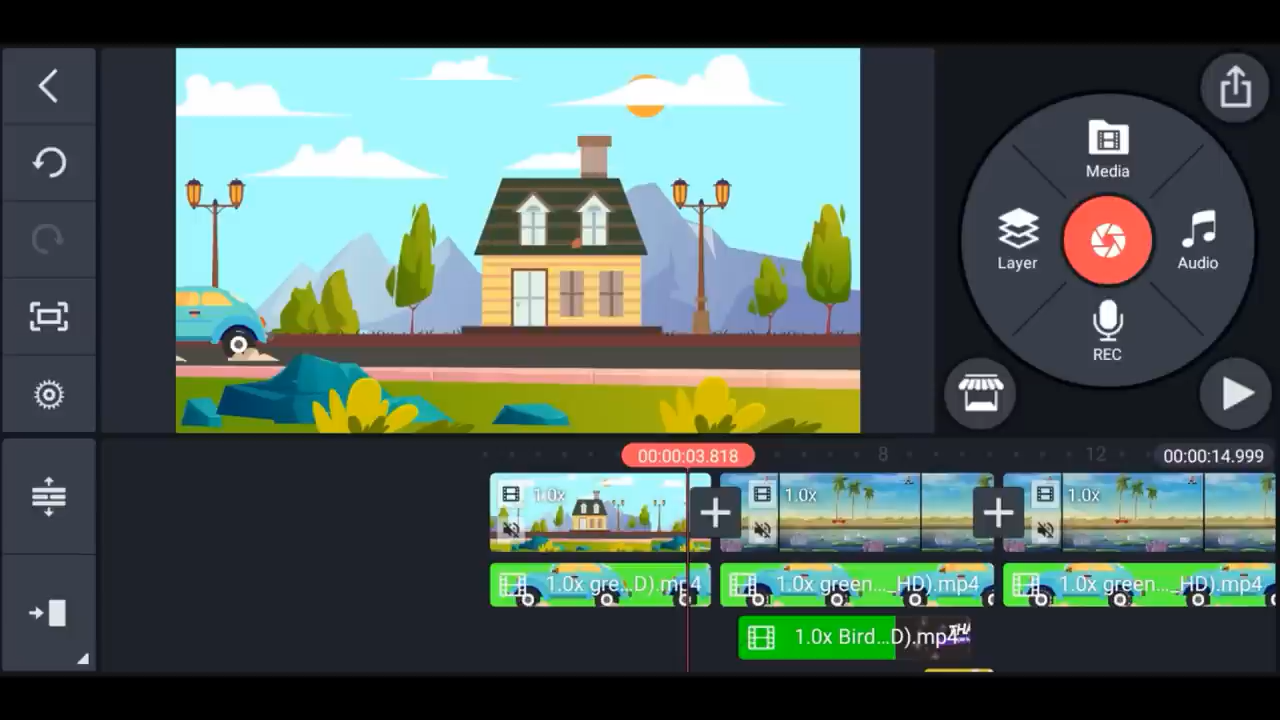 Media
Layer
Audio
REC
00:00:03.818
8
12
00:00:14.999
1.0x
1.0x
1.0x
1.0x gre...D).mp4
1.0x green..._HD).mp4
1.0x green..._HD).mp4
1.0x Bird...D).mp4